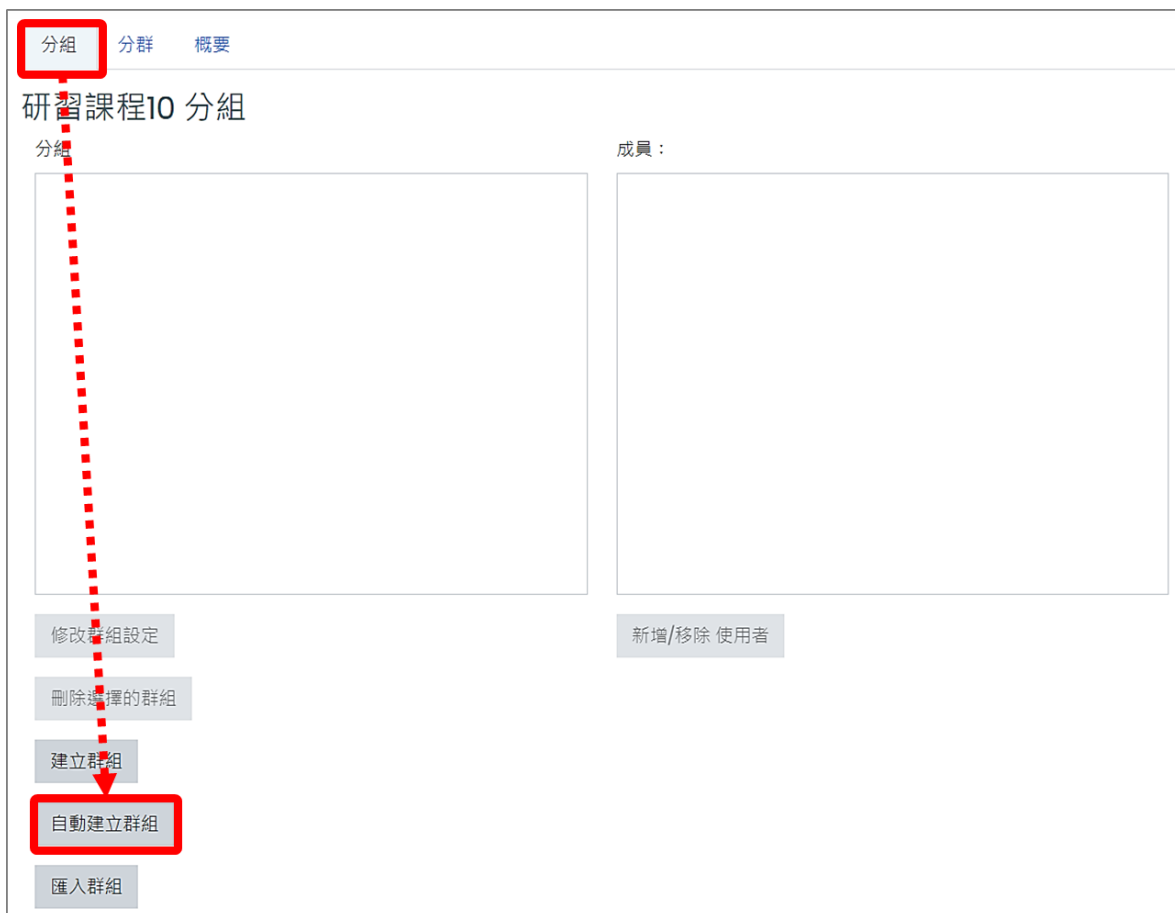 分組 分群 概要
研習課程10 分組
分組
成員：
修改群組設定
新增/移除 使用者
刪除選擇的群組
建立群組
自動建立群組
匯入群組